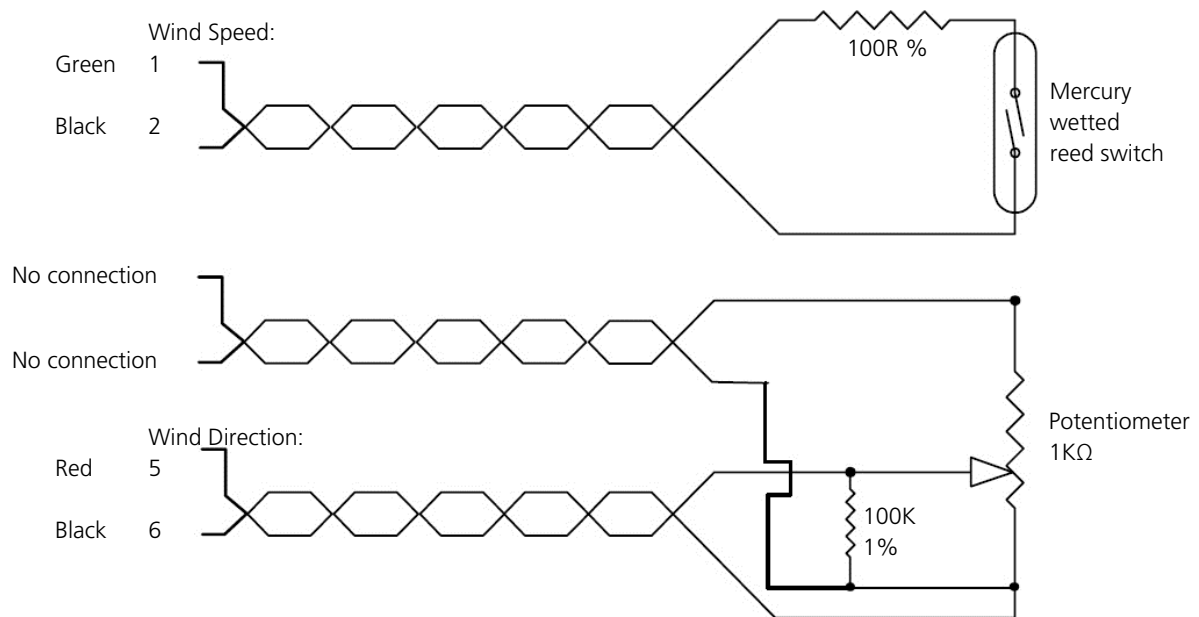 Wind Speed:
Green 1
Black 2
100R %
Mercury
wetted
reed switch
No connection
No connection
Wind Direction:
Red 5
Black 6
Potentiometer
1KΩ
100K
1%